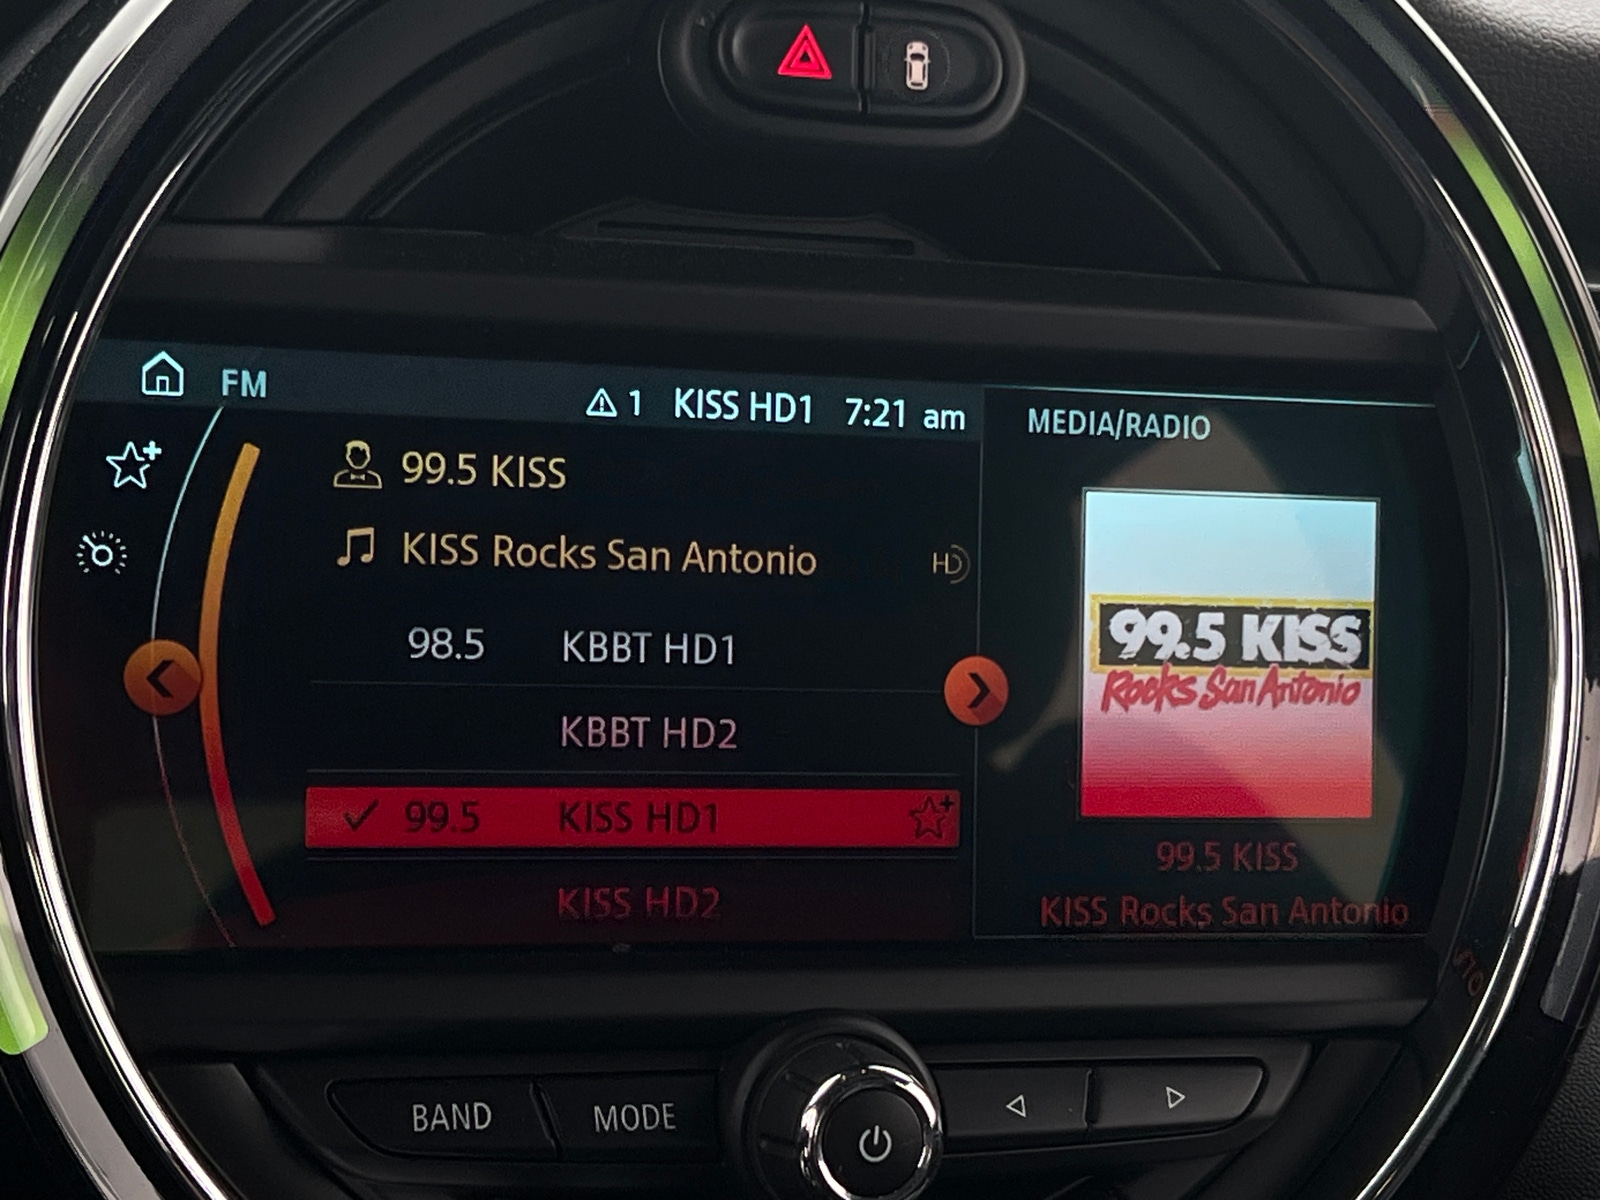 FM
1 KISS HD1 7:21 am
99.5 KISS
KISS Rocks San Antonio
HD
98.5 KBBT HD1
KBBT HD2
99.5 KISS HD1
KISS HD2
MEDIA/RADIO
99.5 KISS
Rocks San Antonio
99.5 KISS
KISS Rocks San Antonio
BAND
MODE